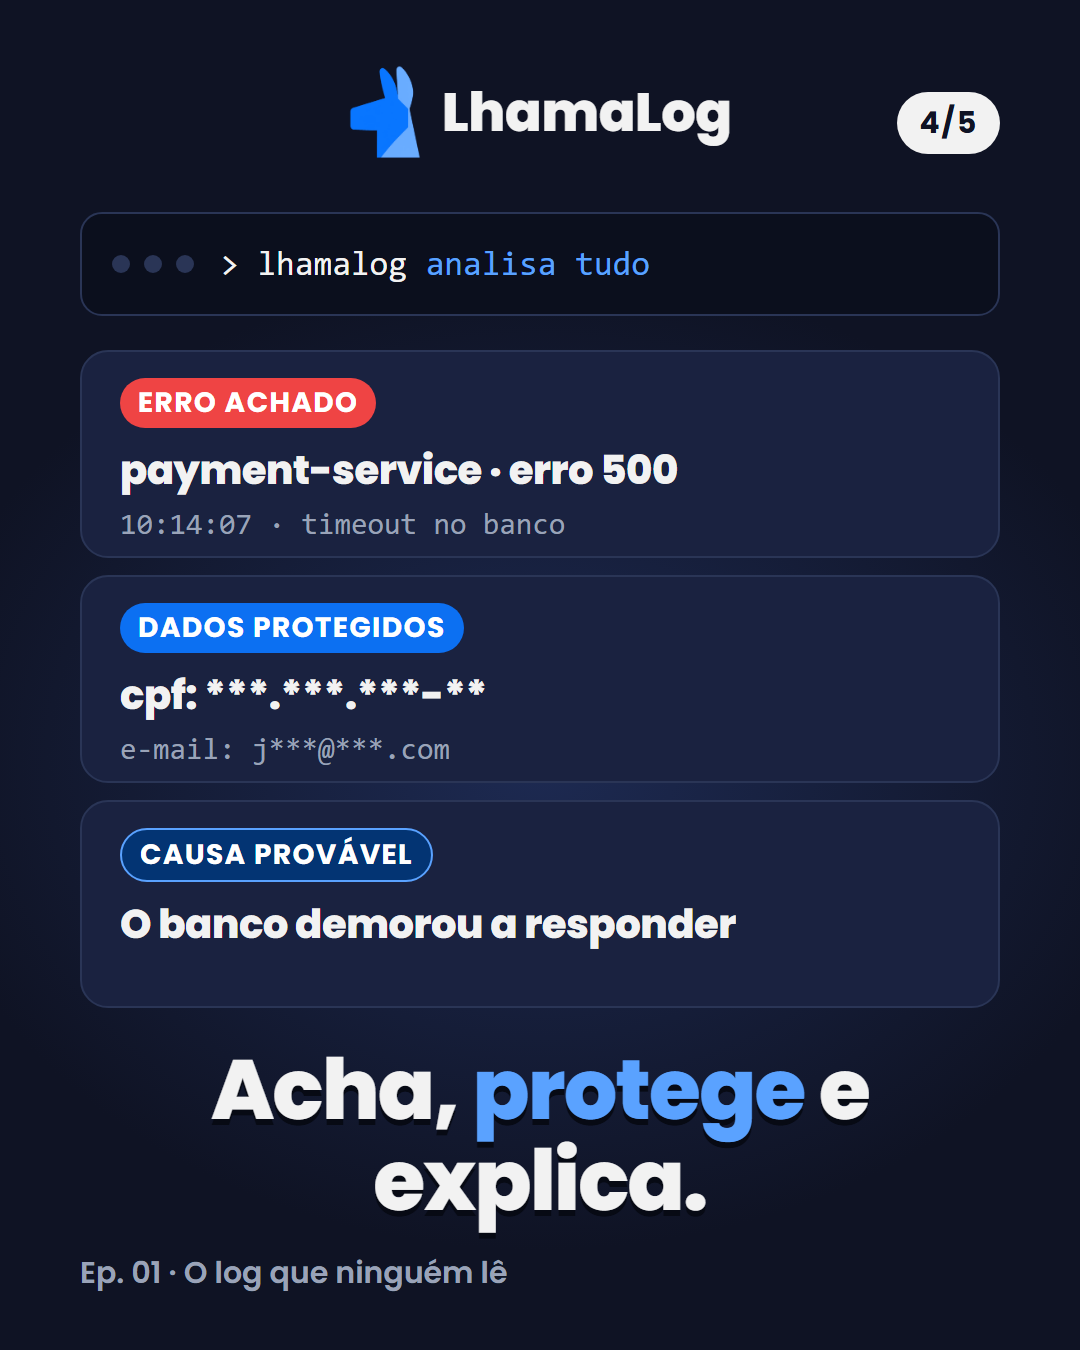 LhamaLog
4/5
> lhamalog analisa tudo
ERRO ACHADO
payment-service · erro 500
10:14:07 · timeout no banco
DADOS PROTEGIDOS
cpf: ***.***.***-**
e-mail: j***@***.com
CAUSA PROVÁVEL
O banco demorou a responder
Acha, protege e
explica.
Ep. 01 · O log que ninguém lê